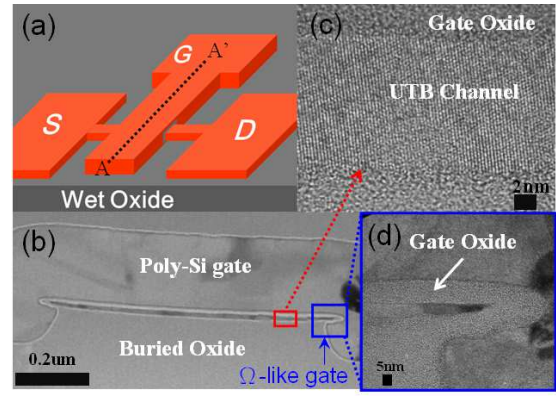 (a)
G
A'
S
A
D
Wet Oxide
(c)
Gate Oxide
UTB Channel
2nm
(b)
Poly-Si gate
Buried Oxide
0.2um
Ω-like gate
(d)
Gate Oxide
5nm